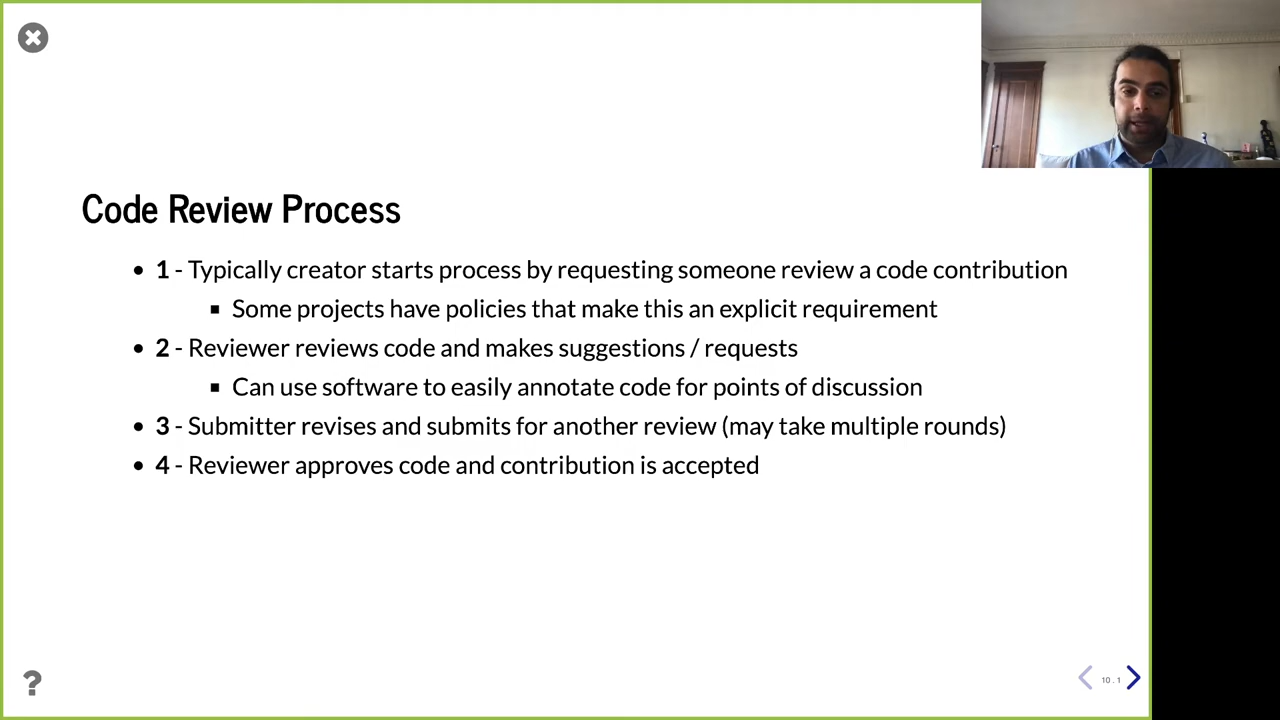 Code Review Process
• 1 - Typically creator starts process by requesting someone review a code contribution
▪ Some projects have policies that make this an explicit requirement
• 2 - Reviewer reviews code and makes suggestions / requests
▪ Can use software to easily annotate code for points of discussion
• 3 - Submitter revises and submits for another review (may take multiple rounds)
• 4 - Reviewer approves code and contribution is accepted
?
10 . 1